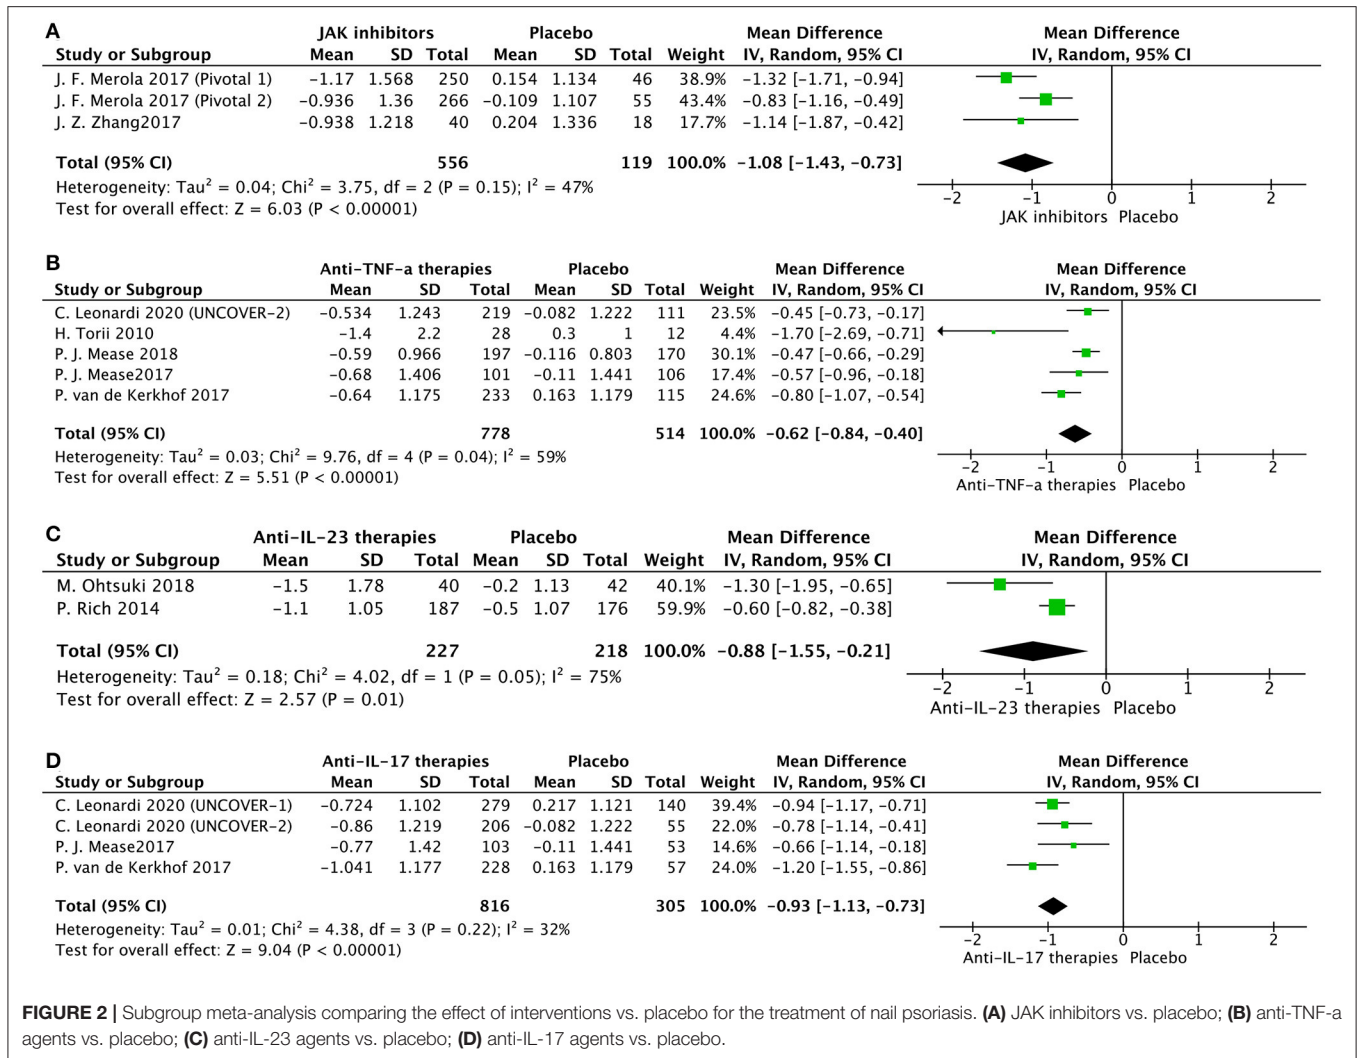 A
JAK inhibitors Placebo Mean Difference Mean Difference
Study or Subgroup Mean SD Total Mean SD Total Weight IV, Random, 95% CI IV, Random, 95% CI
J. F. Merola 2017 (Pivotal 1) −1.17 1.568 250 0.154 1.134 46 38.9% −1.32 [−1.71, −0.94]
J. F. Merola 2017 (Pivotal 2) −0.936 1.36 266 −0.109 1.107 55 43.4% −0.83 [−1.16, −0.49]
J. Z. Zhang2017 −0.938 1.218 40 0.204 1.336 18 17.7% −1.14 [−1.87, −0.42]
Total (95% CI) 556 119 100.0% −1.08 [−1.43, −0.73]
Heterogeneity: Tau² = 0.04; Chi² = 3.75, df = 2 (P = 0.15); I² = 47%
Test for overall effect: Z = 6.03 (P < 0.00001)
−2 −1 0 1 2
JAK inhibitors Placebo
B
Anti−TNF−a therapies Placebo Mean Difference Mean Difference
Study or Subgroup Mean SD Total Mean SD Total Weight IV, Random, 95% CI IV, Random, 95% CI
C. Leonardi 2020 (UNCOVER−2) −0.534 1.243 219 −0.082 1.222 111 23.5% −0.45 [−0.73, −0.17]
H. Torii 2010 −1.4 2.2 28 0.3 1 12 4.4% −1.70 [−2.69, −0.71]
P. J. Mease 2018 −0.59 0.966 197 −0.116 0.803 170 30.1% −0.47 [−0.66, −0.29]
P. J. Mease2017 −0.68 1.406 101 −0.11 1.441 106 17.4% −0.57 [−0.96, −0.18]
P. van de Kerkhof 2017 −0.64 1.175 233 0.163 1.179 115 24.6% −0.80 [−1.07, −0.54]
Total (95% CI) 778 514 100.0% −0.62 [−0.84, −0.40]
Heterogeneity: Tau² = 0.03; Chi² = 9.76, df = 4 (P = 0.04); I² = 59%
Test for overall effect: Z = 5.51 (P < 0.00001)
−2 −1 0 1 2
Anti−TNF−a therapies Placebo
C
Anti−IL−23 therapies Placebo Mean Difference Mean Difference
Study or Subgroup Mean SD Total Mean SD Total Weight IV, Random, 95% CI IV, Random, 95% CI
M. Ohtsuki 2018 −1.5 1.78 40 −0.2 1.13 42 40.1% −1.30 [−1.95, −0.65]
P. Rich 2014 −1.1 1.05 187 −0.5 1.07 176 59.9% −0.60 [−0.82, −0.38]
Total (95% CI) 227 218 100.0% −0.88 [−1.55, −0.21]
Heterogeneity: Tau² = 0.18; Chi² = 4.02, df = 1 (P = 0.05); I² = 75%
Test for overall effect: Z = 2.57 (P = 0.01)
−2 −1 0 1 2
Anti−IL−23 therapies Placebo
D
Anti−IL−17 therapies Placebo Mean Difference Mean Difference
Study or Subgroup Mean SD Total Mean SD Total Weight IV, Random, 95% CI IV, Random, 95% CI
C. Leonardi 2020 (UNCOVER−1) −0.724 1.102 279 0.217 1.121 140 39.4% −0.94 [−1.17, −0.71]
C. Leonardi 2020 (UNCOVER−2) −0.86 1.219 206 −0.082 1.222 55 22.0% −0.78 [−1.14, −0.41]
P. J. Mease2017 −0.77 1.42 103 −0.11 1.441 53 14.6% −0.66 [−1.14, −0.18]
P. van de Kerkhof 2017 −1.041 1.177 228 0.163 1.179 57 24.0% −1.20 [−1.55, −0.86]
Total (95% CI) 816 305 100.0% −0.93 [−1.13, −0.73]
Heterogeneity: Tau² = 0.01; Chi² = 4.38, df = 3 (P = 0.22); I² = 32%
Test for overall effect: Z = 9.04 (P < 0.00001)
−2 −1 0 1 2
Anti−IL−17 therapies Placebo
FIGURE 2 | Subgroup meta-analysis comparing the effect of interventions vs. placebo for the treatment of nail psoriasis. (A) JAK inhibitors vs. placebo; (B) anti-TNF-a
agents vs. placebo; (C) anti-IL-23 agents vs. placebo; (D) anti-IL-17 agents vs. placebo.